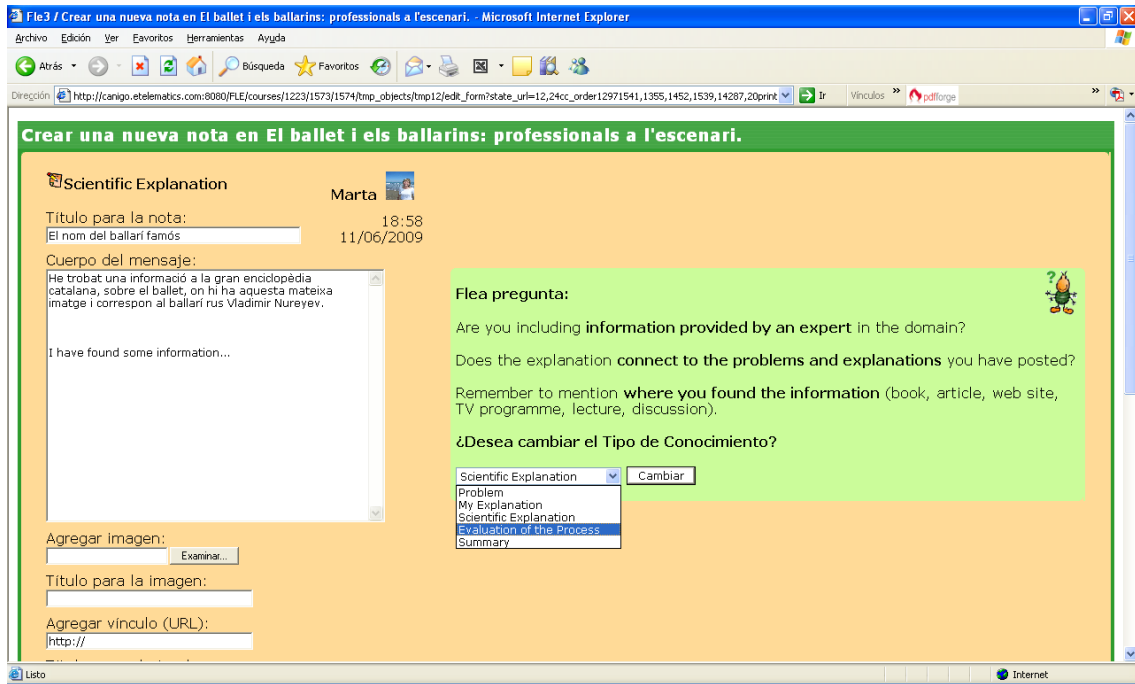 Fle3 / Crear una nueva nota en El ballet i els ballarins: professionals a l'escenari. - Microsoft Internet Explorer
Archivo Edición Ver Favoritos Herramientas Ayuda
Atrás Búsqueda Favoritos
Dirección http://canigo.etelematics.com:8080/FLE/courses/1223/1573/1574/tmp_objects/tmp12/edit_form?state_url=12,24cc_order12971541,1355,1452,1539,14287,20print Ir Vínculos » pdfforge »
Crear una nueva nota en El ballet i els ballarins: professionals a l'escenari.
Scientific Explanation
Marta
Título para la nota:
18:58
El nom del ballarí famós
11/06/2009
Cuerpo del mensaje:
He trobat una informació a la gran enciclopèdia
catalana, sobre el ballet, on hi ha aquesta mateixa
imatge i correspon al ballarí rus Vladimir Nureyev.
I have found some information...
Flea pregunta:
Are you including information provided by an expert in the domain?
Does the explanation connect to the problems and explanations you have posted?
Remember to mention where you found the information (book, article, web site,
TV programme, lecture, discussion).
¿Desea cambiar el Tipo de Conocimiento?
Scientific Explanation Cambiar
Problem
My Explanation
Scientific Explanation
Evaluation of the Process
Summary
Agregar imagen:
Examinar...
Título para la imagen:
Agregar vínculo (URL):
http://
Listo Internet